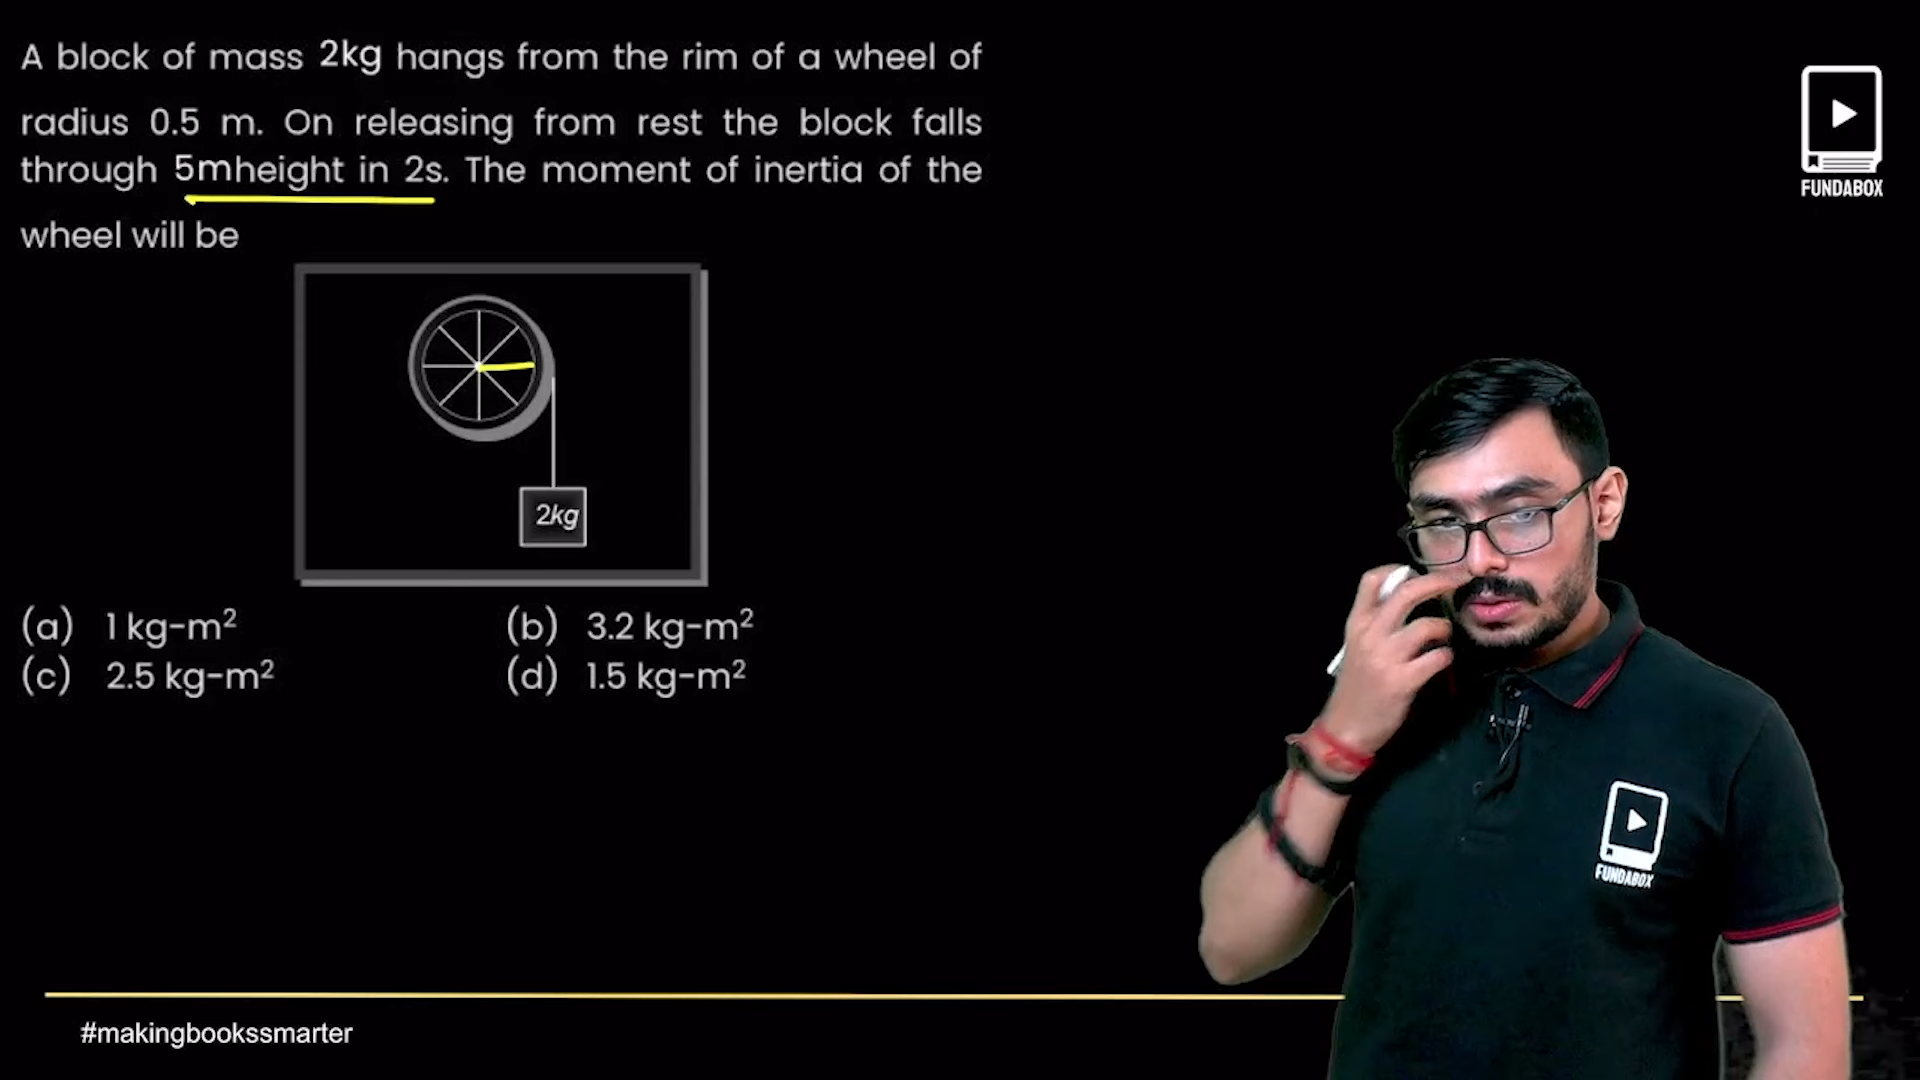 A block of mass 2kg hangs from the rim of a wheel of
radius 0.5 m. On releasing from rest the block falls
through 5mheight in 2s. The moment of inertia of the
wheel will be
2kg
(a) 1 kg-m²
(b) 3.2 kg-m²
(c) 2.5 kg-m²
(d) 1.5 kg-m²
FUNDABOX
FUNDABOX
#makingbookssmarter